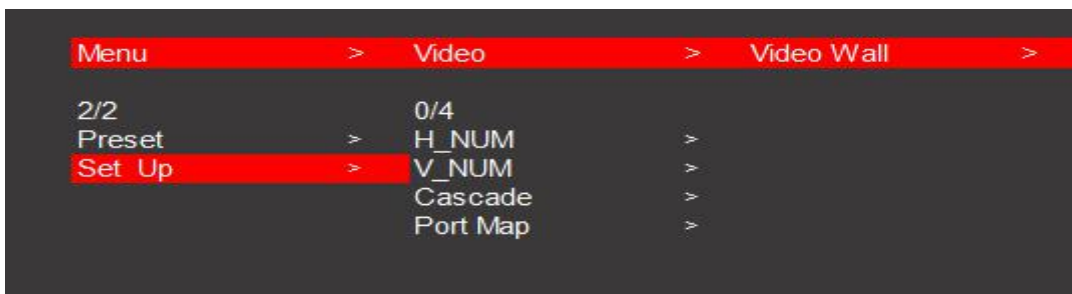 Menu > Video > Video Wall >
2/2 0/4
Preset > H_NUM >
Set Up > V_NUM >
Cascade >
Port Map >